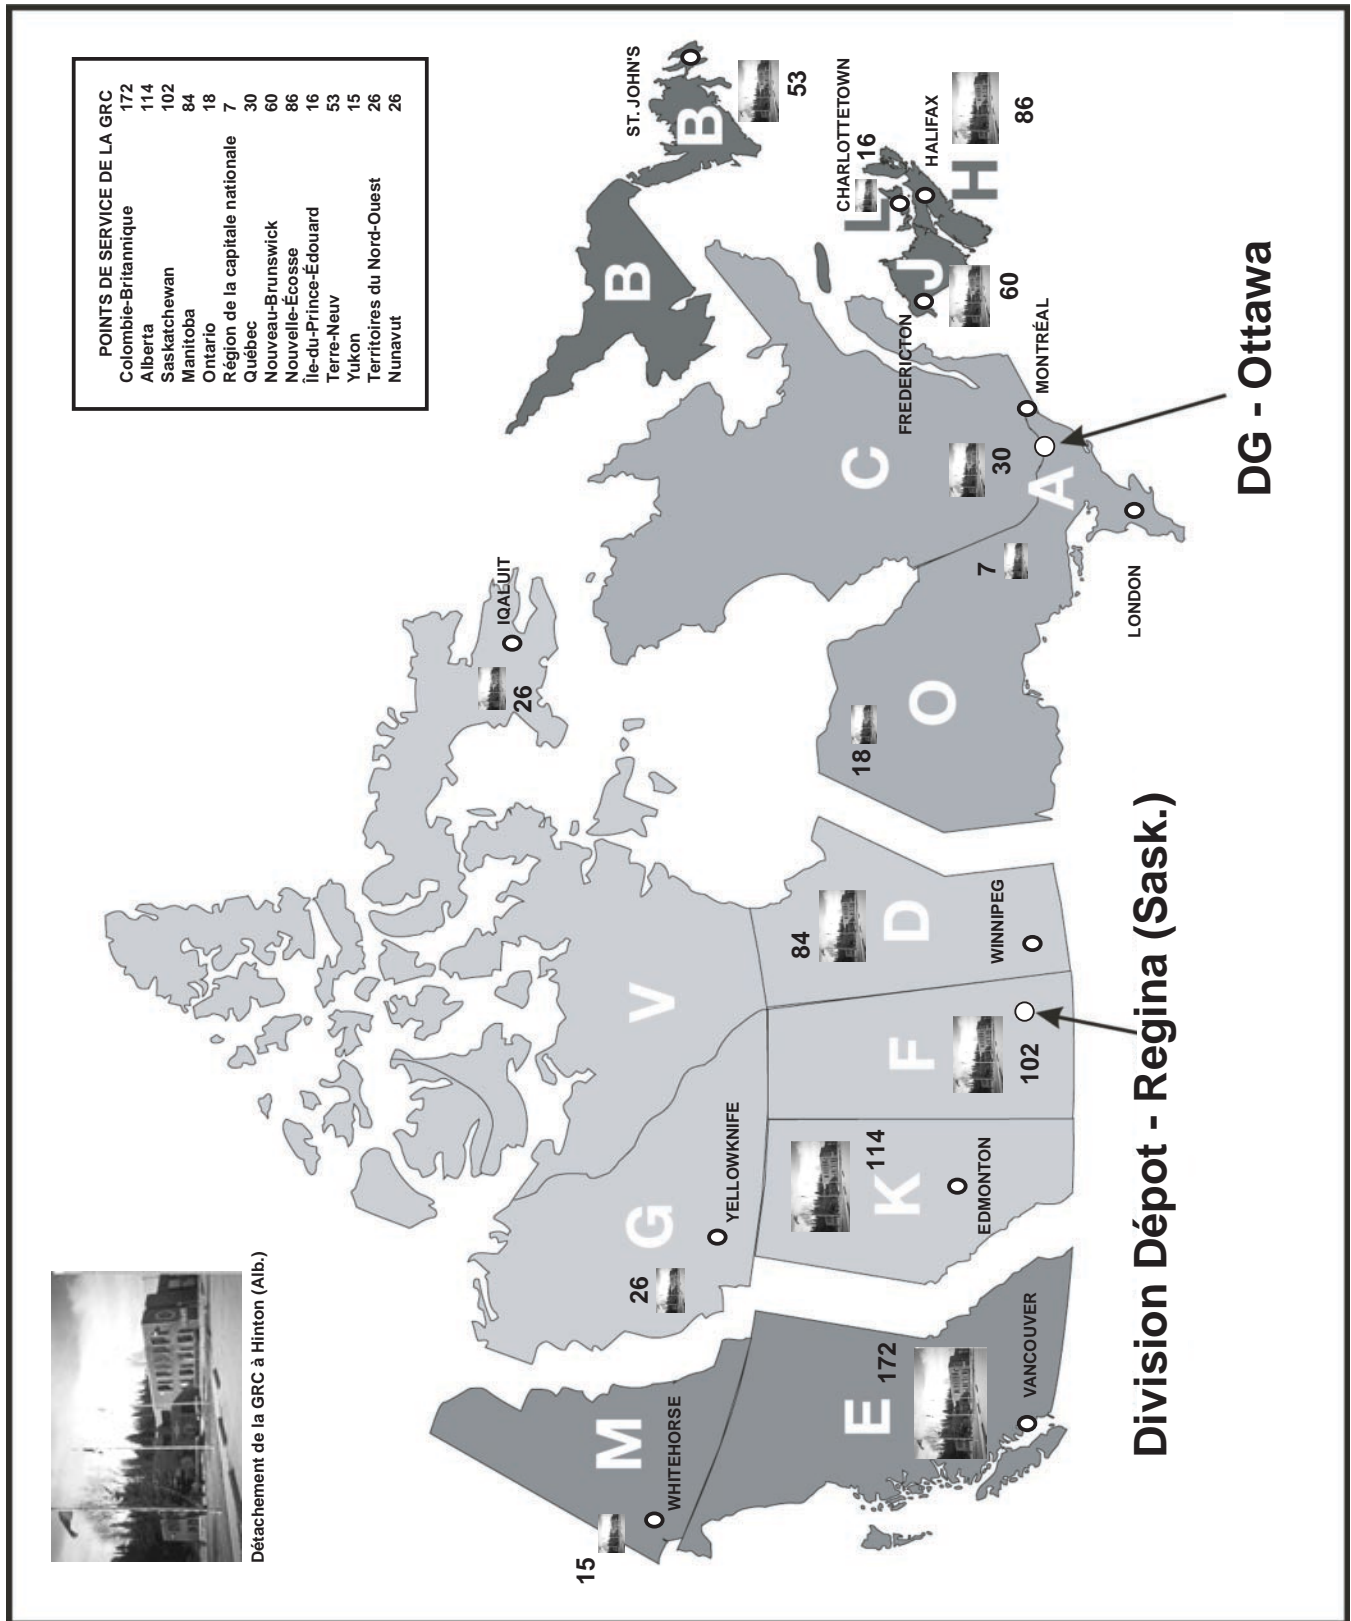 Détachement de la GRC à Hinton (Alb.)
POINTS DE SERVICE DE LA GRC
Colombie-Britannique 172
Alberta 114
Saskatchewan 102
Manitoba 84
Ontario 18
Région de la capitale nationale 7
Québec 30
Nouveau-Brunswick 60
Nouvelle-Écosse 86
Île-du-Prince-Édouard 16
Terre-Neuv 53
Yukon 15
Territoires du Nord-Ouest 26
Nunavut 26
15
M
WHITEHORSE
26
G
YELLOWKNIFE
V
26
IQALUIT
B
B
ST. JOHN'S
53
E
172
VANCOUVER
K
114
EDMONTON
F
102
84
D
WINNIPEG
18
O
7
C
30
A
LONDON
MONTRÉAL
FREDERICTON
J
60
L
CHARLOTTETOWN
16
HALIFAX
H
86
Division Dépot - Regina (Sask.)
DG - Ottawa